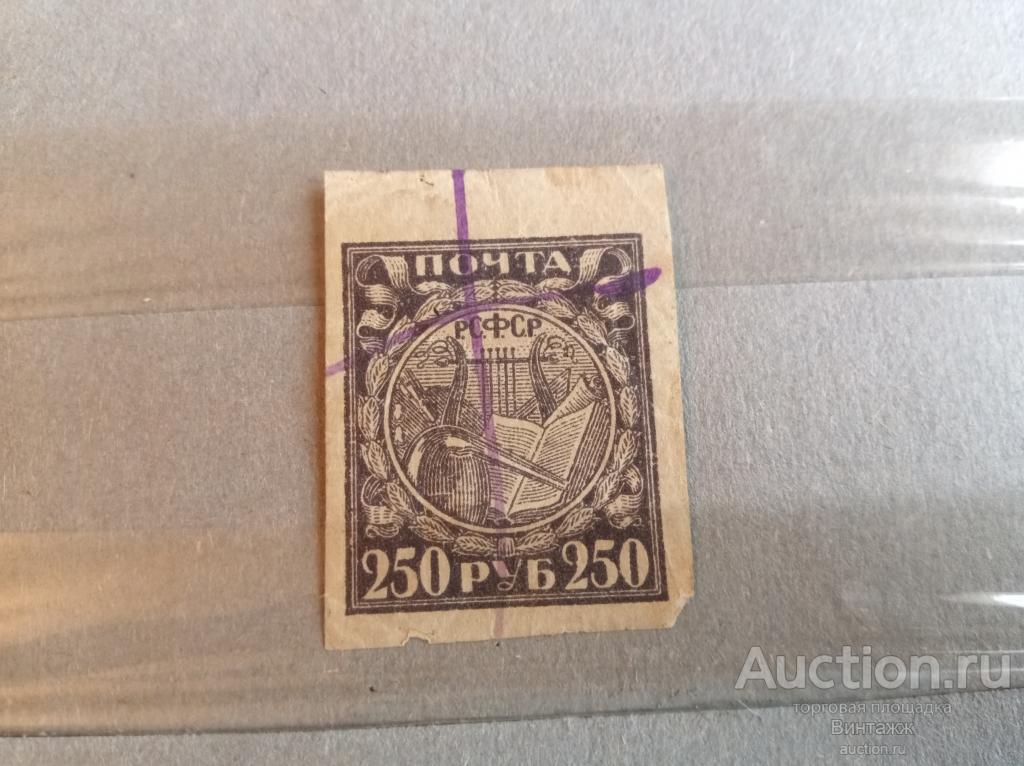 ПОЧТА
Р.С.Ф.С.Р.
250 РУБ 250
Auction.ru
торговая площадка
Винтажж
auction.ru